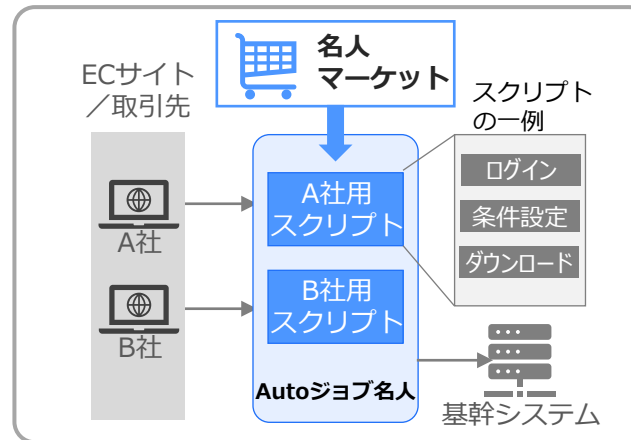 名人
マーケット
ECサイト
／取引先
スクリプト
の一例
A社用
スクリプト
ログイン
条件設定
ダウンロード
A社
B社用
スクリプト
B社
Autoジョブ名人
基幹システム